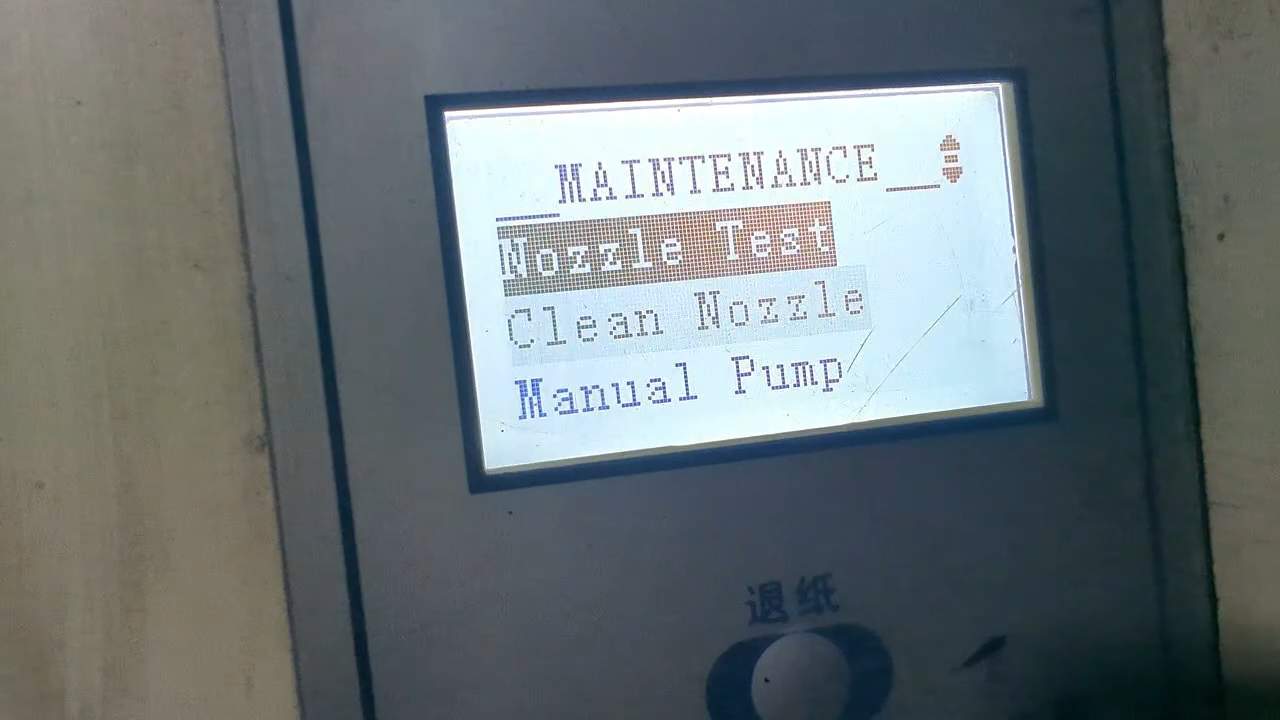 MAINTENANCE
Nozzle Test
Clean Nozzle
Manual Pump
退纸